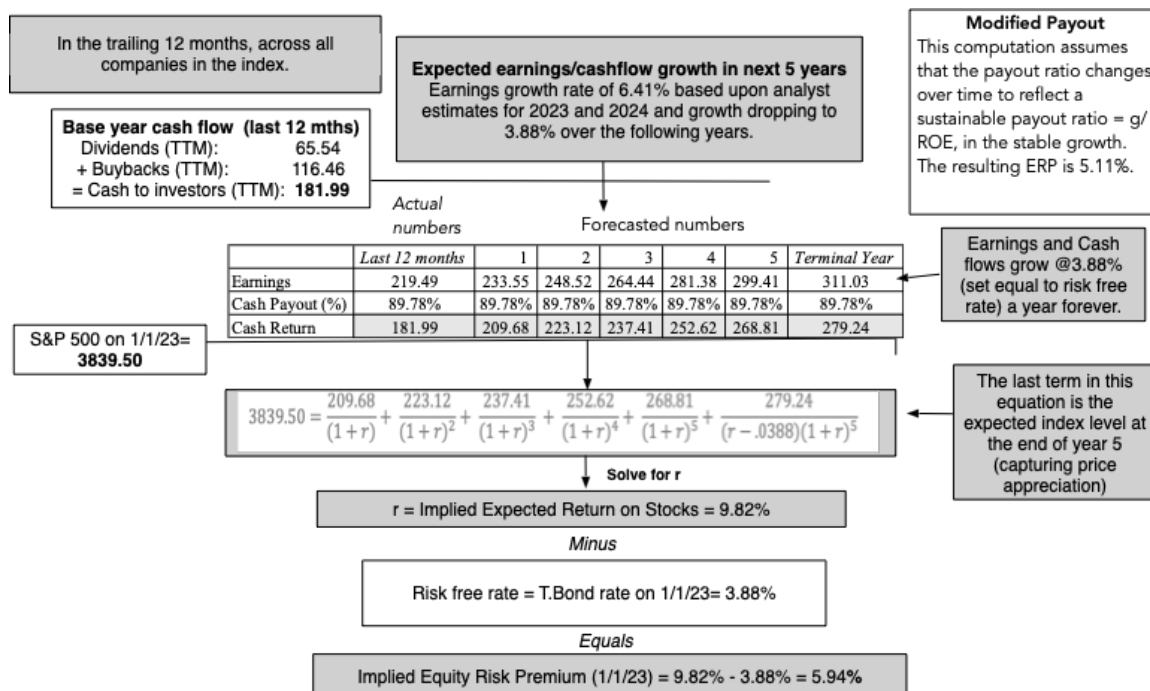 In the trailing 12 months, across all
companies in the index.
Expected earnings/cashflow growth in next 5 years
Earnings growth rate of 6.41% based upon analyst
estimates for 2023 and 2024 and growth dropping to
3.88% over the following years.
Modified Payout
This computation assumes
that the payout ratio changes
over time to reflect a
sustainable payout ratio = g/
ROE, in the stable growth.
The resulting ERP is 5.11%.
Base year cash flow (last 12 mths)
Dividends (TTM): 65.54
+ Buybacks (TTM): 116.46
= Cash to investors (TTM): 181.99
Actual
numbers
Forecasted numbers
Last 12 months 1 2 3 4 5 Terminal Year
Earnings 219.49 233.55 248.52 264.44 281.38 299.41 311.03
Cash Payout (%) 89.78% 89.78% 89.78% 89.78% 89.78% 89.78% 89.78%
Cash Return 181.99 209.68 223.12 237.41 252.62 268.81 279.24
Earnings and Cash
flows grow @3.88%
(set equal to risk free
rate) a year forever.
S&P 500 on 1/1/23=
3839.50
3839.50 = 209.68/(1+r) + 223.12/(1+r)^2 + 237.41/(1+r)^3 + 252.62/(1+r)^4 + 268.81/(1+r)^5 + 279.24/((r−.0388)(1+r)^5)
The last term in this
equation is the
expected index level at
the end of year 5
(capturing price
appreciation)
Solve for r
r = Implied Expected Return on Stocks = 9.82%
Minus
Risk free rate = T.Bond rate on 1/1/23= 3.88%
Equals
Implied Equity Risk Premium (1/1/23) = 9.82% - 3.88% = 5.94%